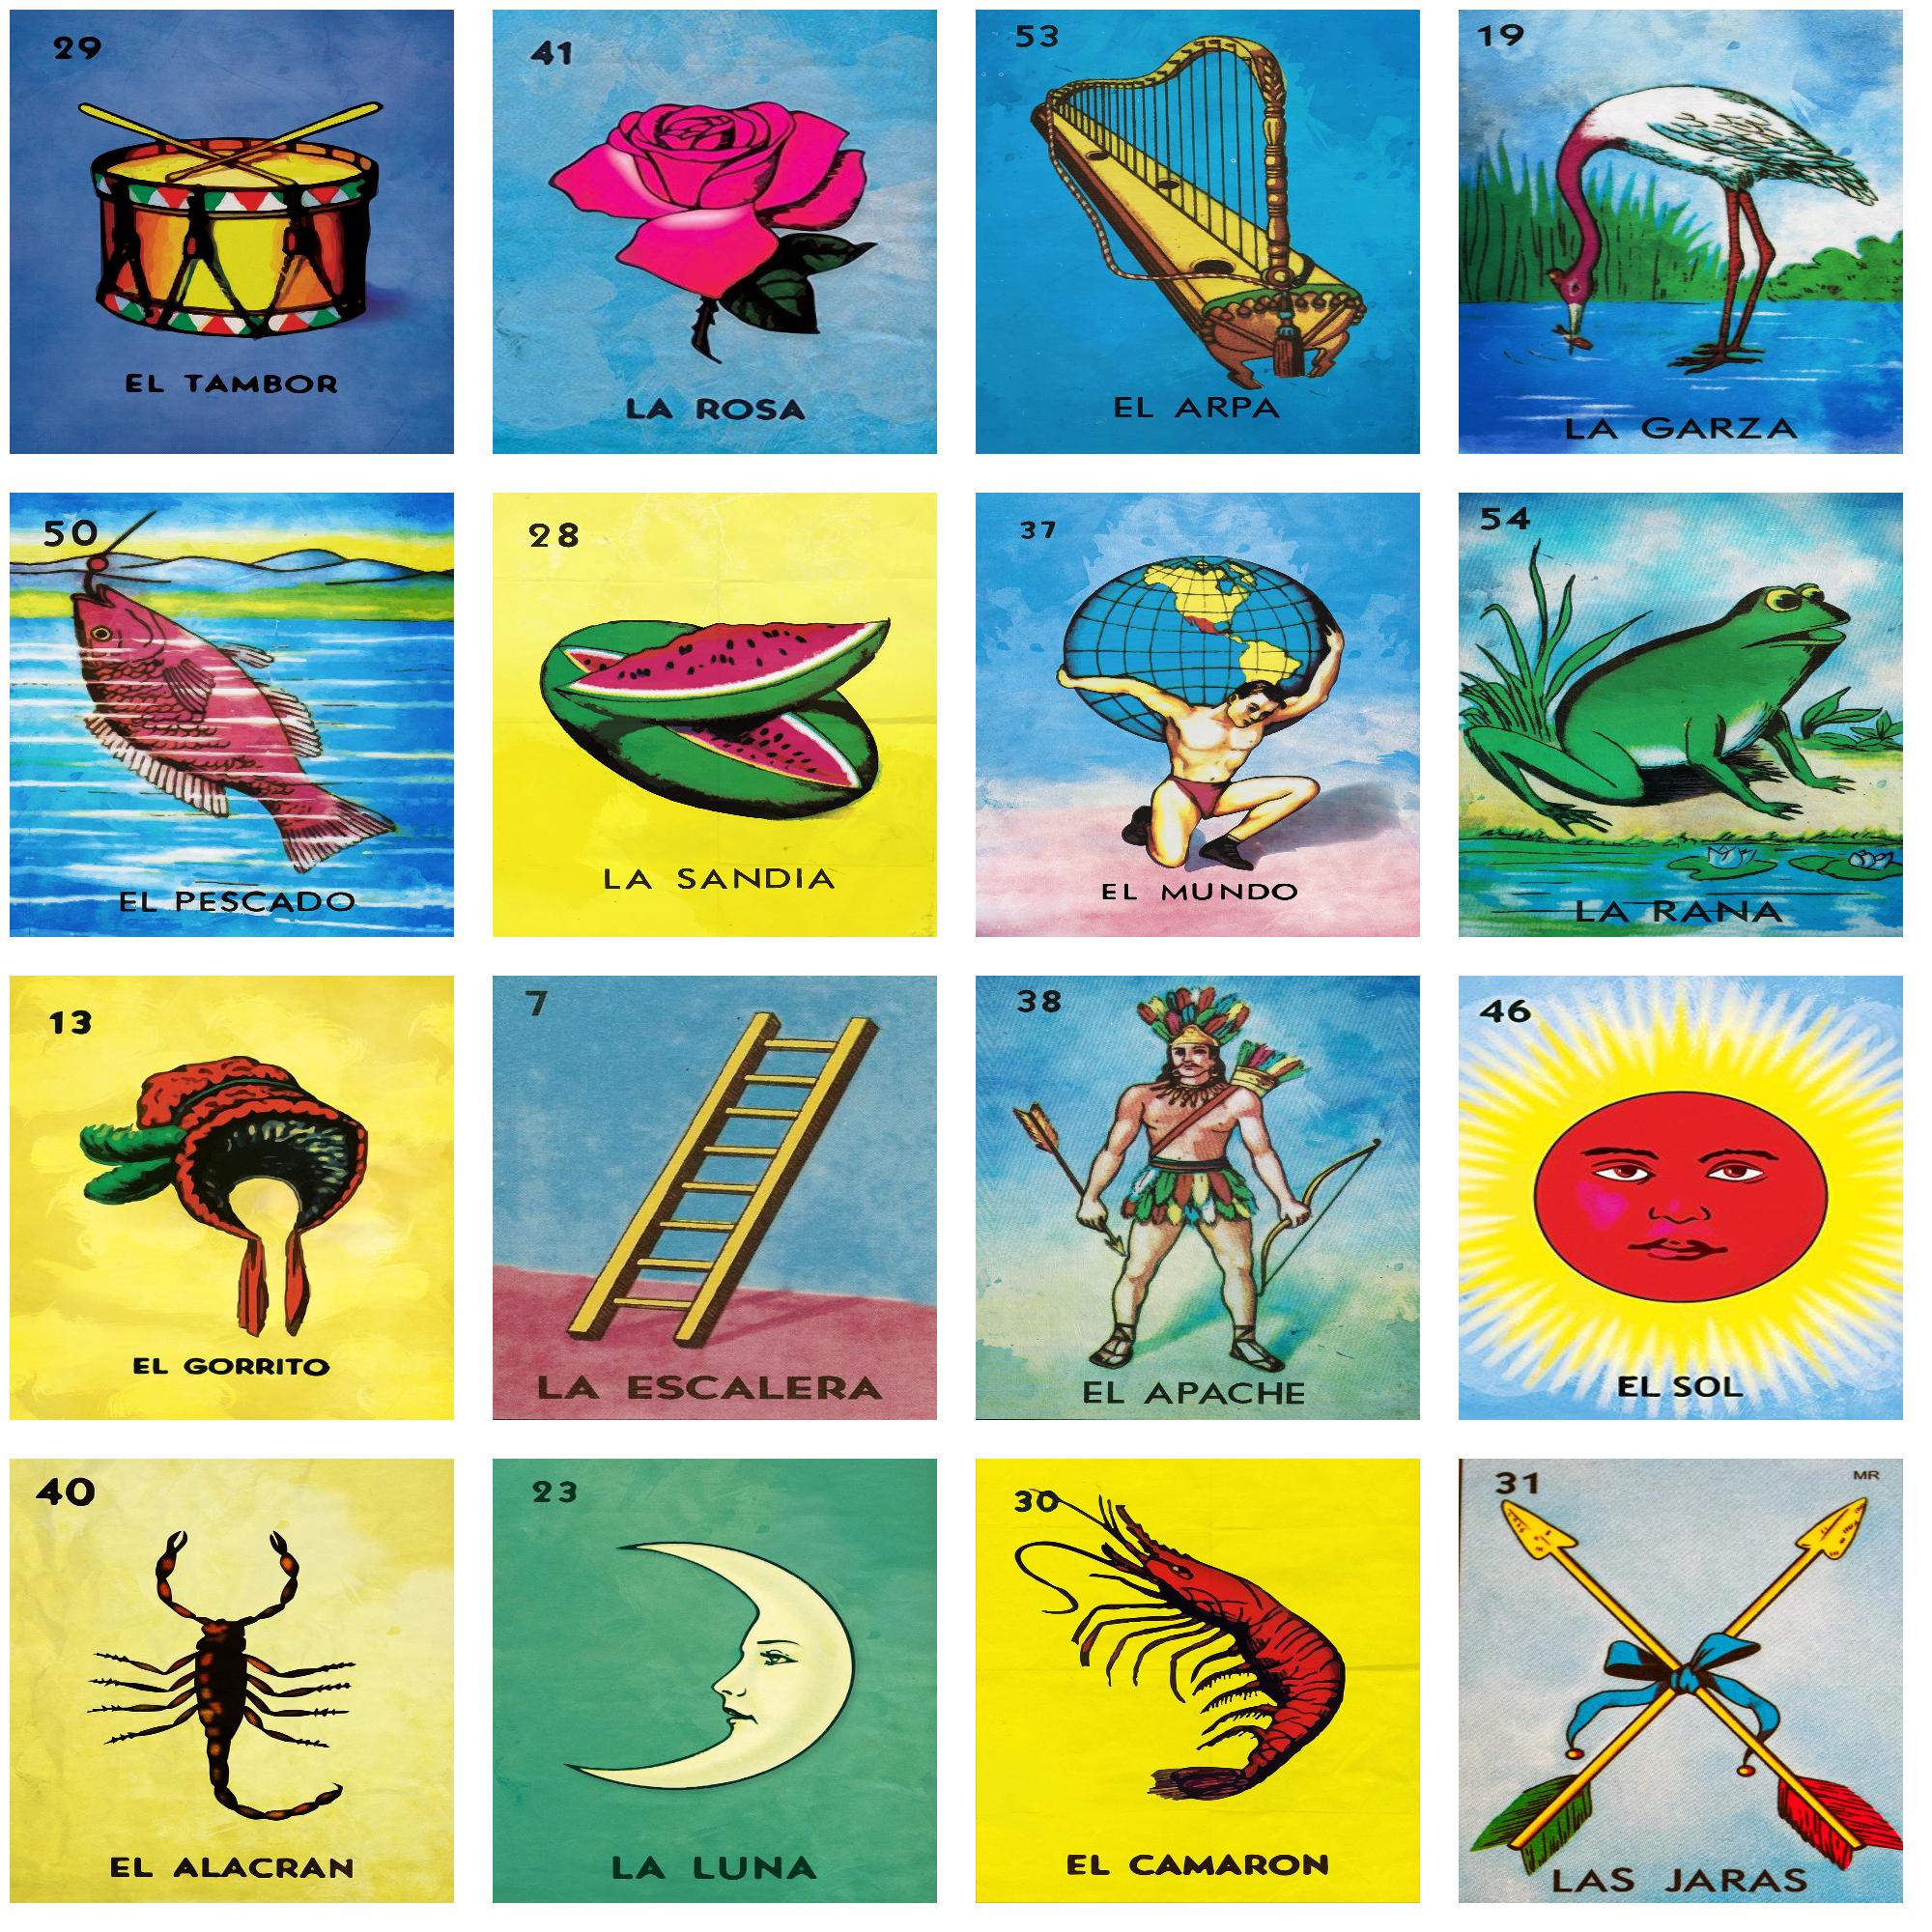 29
EL TAMBOR
41
LA ROSA
53
EL ARPA
19
LA GARZA
50
EL PESCADO
28
LA SANDIA
37
EL MUNDO
54
LA RANA
13
EL GORRITO
7
LA ESCALERA
38
EL APACHE
46
EL SOL
40
EL ALACRAN
23
LA LUNA
30
EL CAMARON
31
MR
LAS JARAS